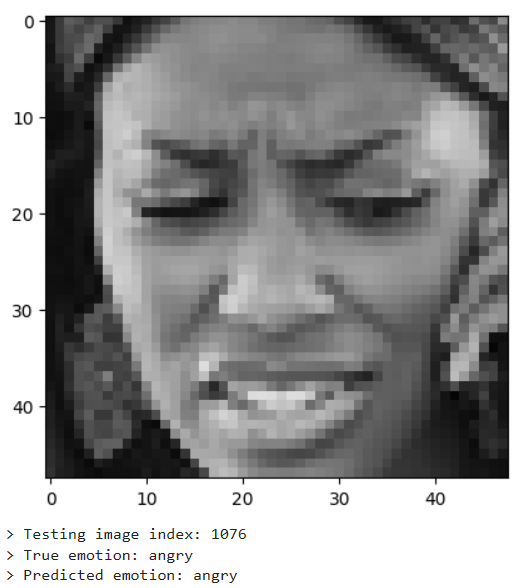 0
10
20
30
40
0 10 20 30 40
> Testing image index: 1076
> True emotion: angry
> Predicted emotion: angry